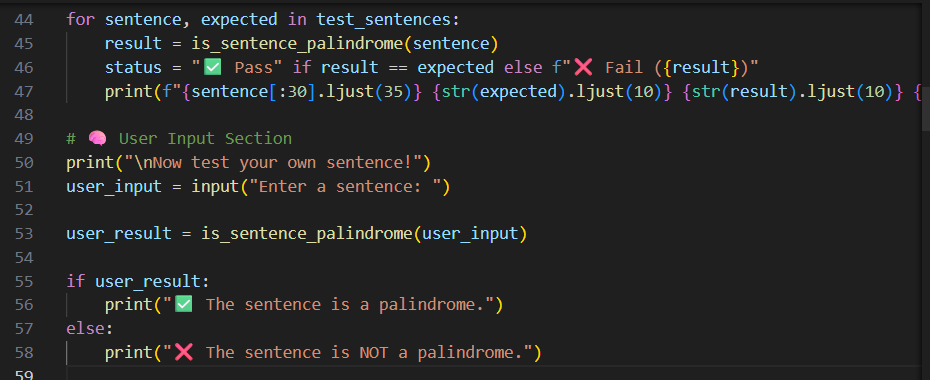 44 for sentence, expected in test_sentences:
45     result = is_sentence_palindrome(sentence)
46     status = "✅ Pass" if result == expected else f"❌ Fail ({result})"
47     print(f"{sentence[:30].ljust(35)} {str(expected).ljust(10)} {str(result).ljust(10)} {
48
49 # 🧠 User Input Section
50 print("\nNow test your own sentence!")
51 user_input = input("Enter a sentence: ")
52
53 user_result = is_sentence_palindrome(user_input)
54
55 if user_result:
56     print("✅ The sentence is a palindrome.")
57 else:
58     print("❌ The sentence is NOT a palindrome.")
59